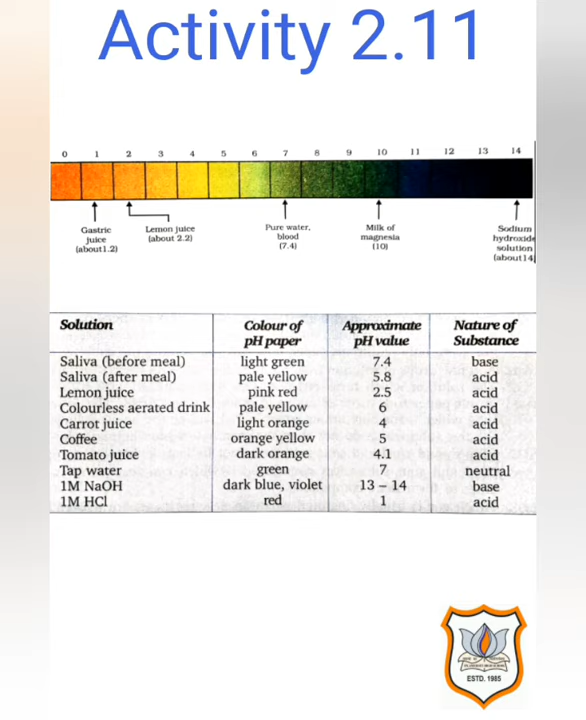 Activity 2.11
0 1 2 3 4 5 6 7 8 9 10 11 12 13 14
Gastric
juice
(about1.2)
Lemon juice
(about 2.2)
Pure water,
blood
(7.4)
Milk of
magnesia
(10)
Sodium
hydroxide
solution
(about14
Solution Colour of pH paper Approximate pH value Nature of Substance
Saliva (before meal) light green 7.4 base
Saliva (after meal) pale yellow 5.8 acid
Lemon juice pink red 2.5 acid
Colourless aerated drink pale yellow 6 acid
Carrot juice light orange 4 acid
Coffee orange yellow 5 acid
Tomato juice dark orange 4.1 acid
Tap water green 7 neutral
1M NaOH dark blue, violet 13 – 14 base
1M HCl red 1 acid
ESTD. 1985